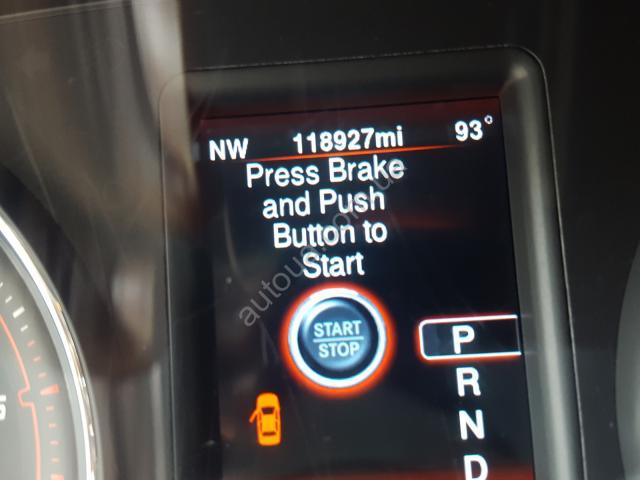 NW 118927mi 93°
Press Brake
and Push
Button to
Start
START
STOP
P
R
N
D